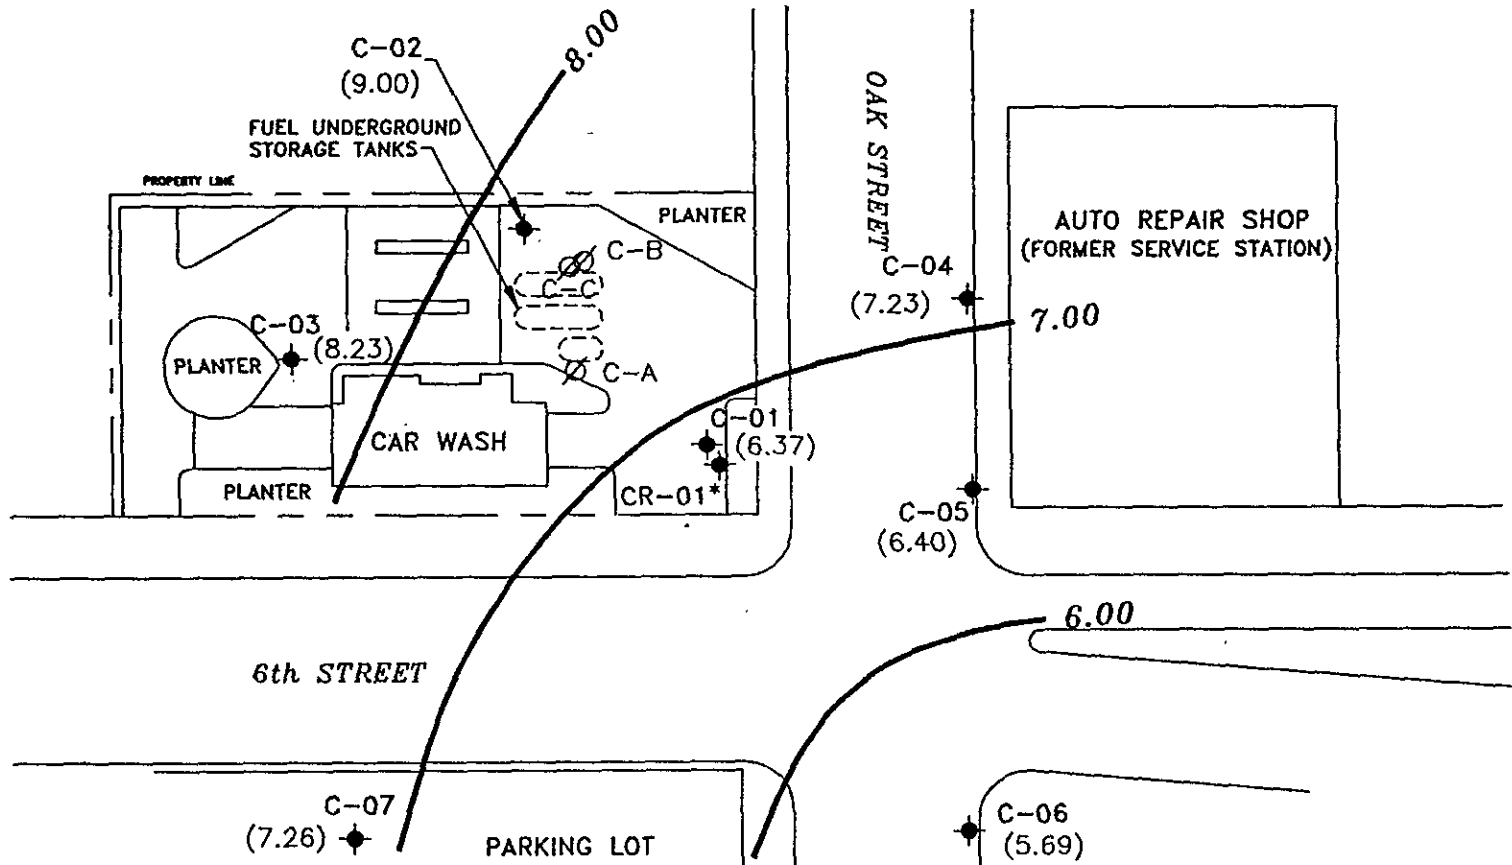 8.00
C-02
(9.00)
FUEL UNDERGROUND
STORAGE TANKS
PROPERTY LINE
PLANTER
OAK STREET
AUTO REPAIR SHOP
(FORMER SERVICE STATION)
C-B
C-C
C-04
(7.23)
7.00
C-03
(8.23)
PLANTER
C-A
C-01
(6.37)
CAR WASH
PLANTER
CR-01*
C-05
(6.40)
6.00
6th STREET
C-07
(7.26)
PARKING LOT
C-06
(5.69)